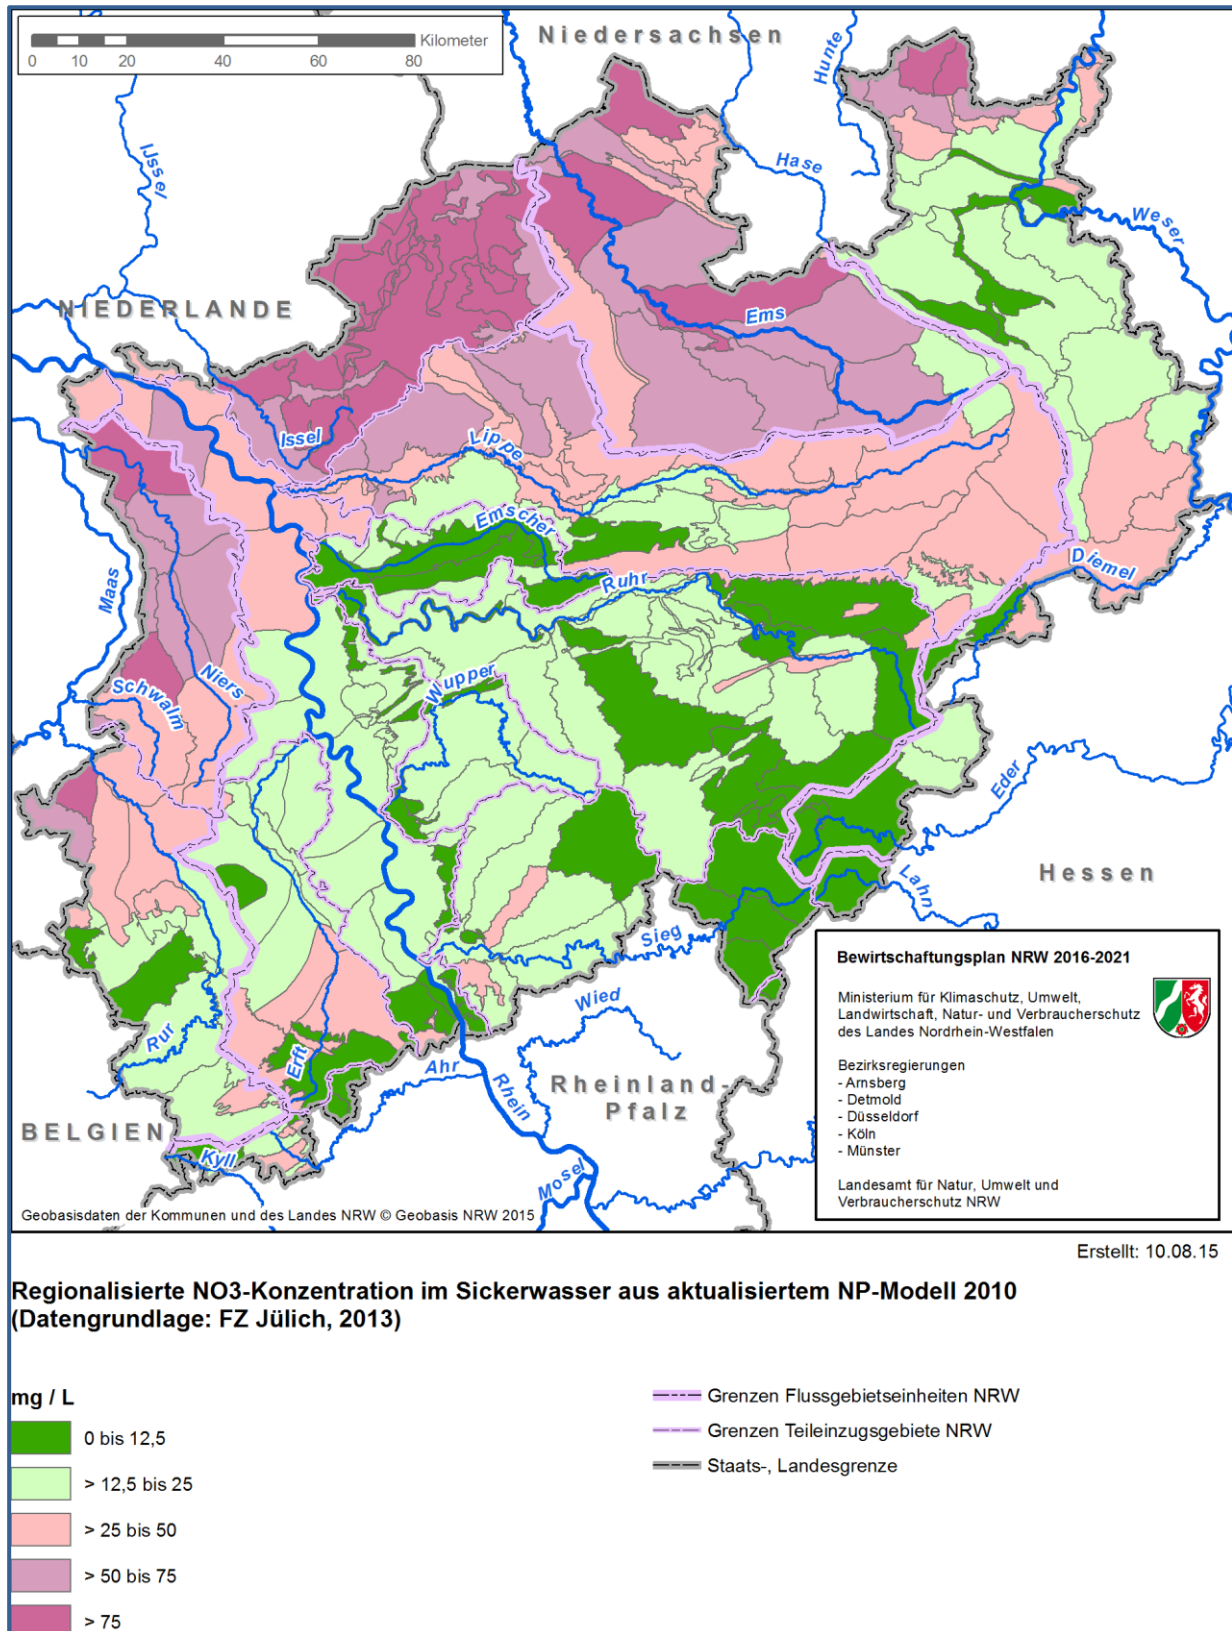 Kilometer
0 10 20 40 60 80
Niedersachsen
Hunte
IJssel
Hase
Weser
NIEDERLANDE
Ems
Issel
Lippe
Emscher
Maas
Ruhr
Diemel
Niers
Schwalm
Wupper
Eder
Hessen
Lahn
Sieg
Wied
Rur
Erft
Ahr
Rhein
Rheinland-
Pfalz
BELGIEN
Kyll
Mosel
Bewirtschaftungsplan NRW 2016-2021
Ministerium für Klimaschutz, Umwelt,
Landwirtschaft, Natur- und Verbraucherschutz
des Landes Nordrhein-Westfalen
Bezirksregierungen
- Arnsberg
- Detmold
- Düsseldorf
- Köln
- Münster
Landesamt für Natur, Umwelt und
Verbraucherschutz NRW
Geobasisdaten der Kommunen und des Landes NRW © Geobasis NRW 2015
Erstellt: 10.08.15
Regionalisierte NO3-Konzentration im Sickerwasser aus aktualisiertem NP-Modell 2010
(Datengrundlage: FZ Jülich, 2013)
mg / L
0 bis 12,5
> 12,5 bis 25
> 25 bis 50
> 50 bis 75
> 75
Grenzen Flussgebietseinheiten NRW
Grenzen Teileinzugsgebiete NRW
Staats-, Landesgrenze